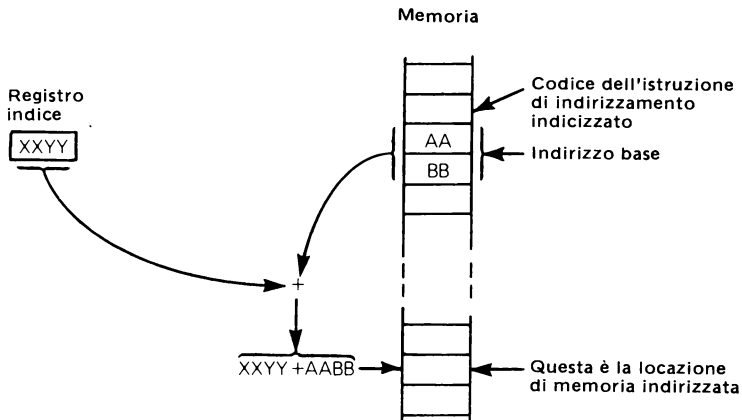 Memoria
Registro
indice
XXYY
AA
BB
Codice dell'istruzione
di indirizzamento
indicizzato
Indirizzo base
+
XXYY +AABB
Questa è la locazione
di memoria indirizzata